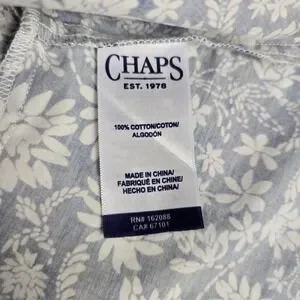 CHAPS
EST. 1978
100% COTTON/COTON/
ALGODÓN
MADE IN CHINA/
FABRIQUÉ EN CHINE/
HECHO EN CHINA/
RN# 162088
CA# 67101